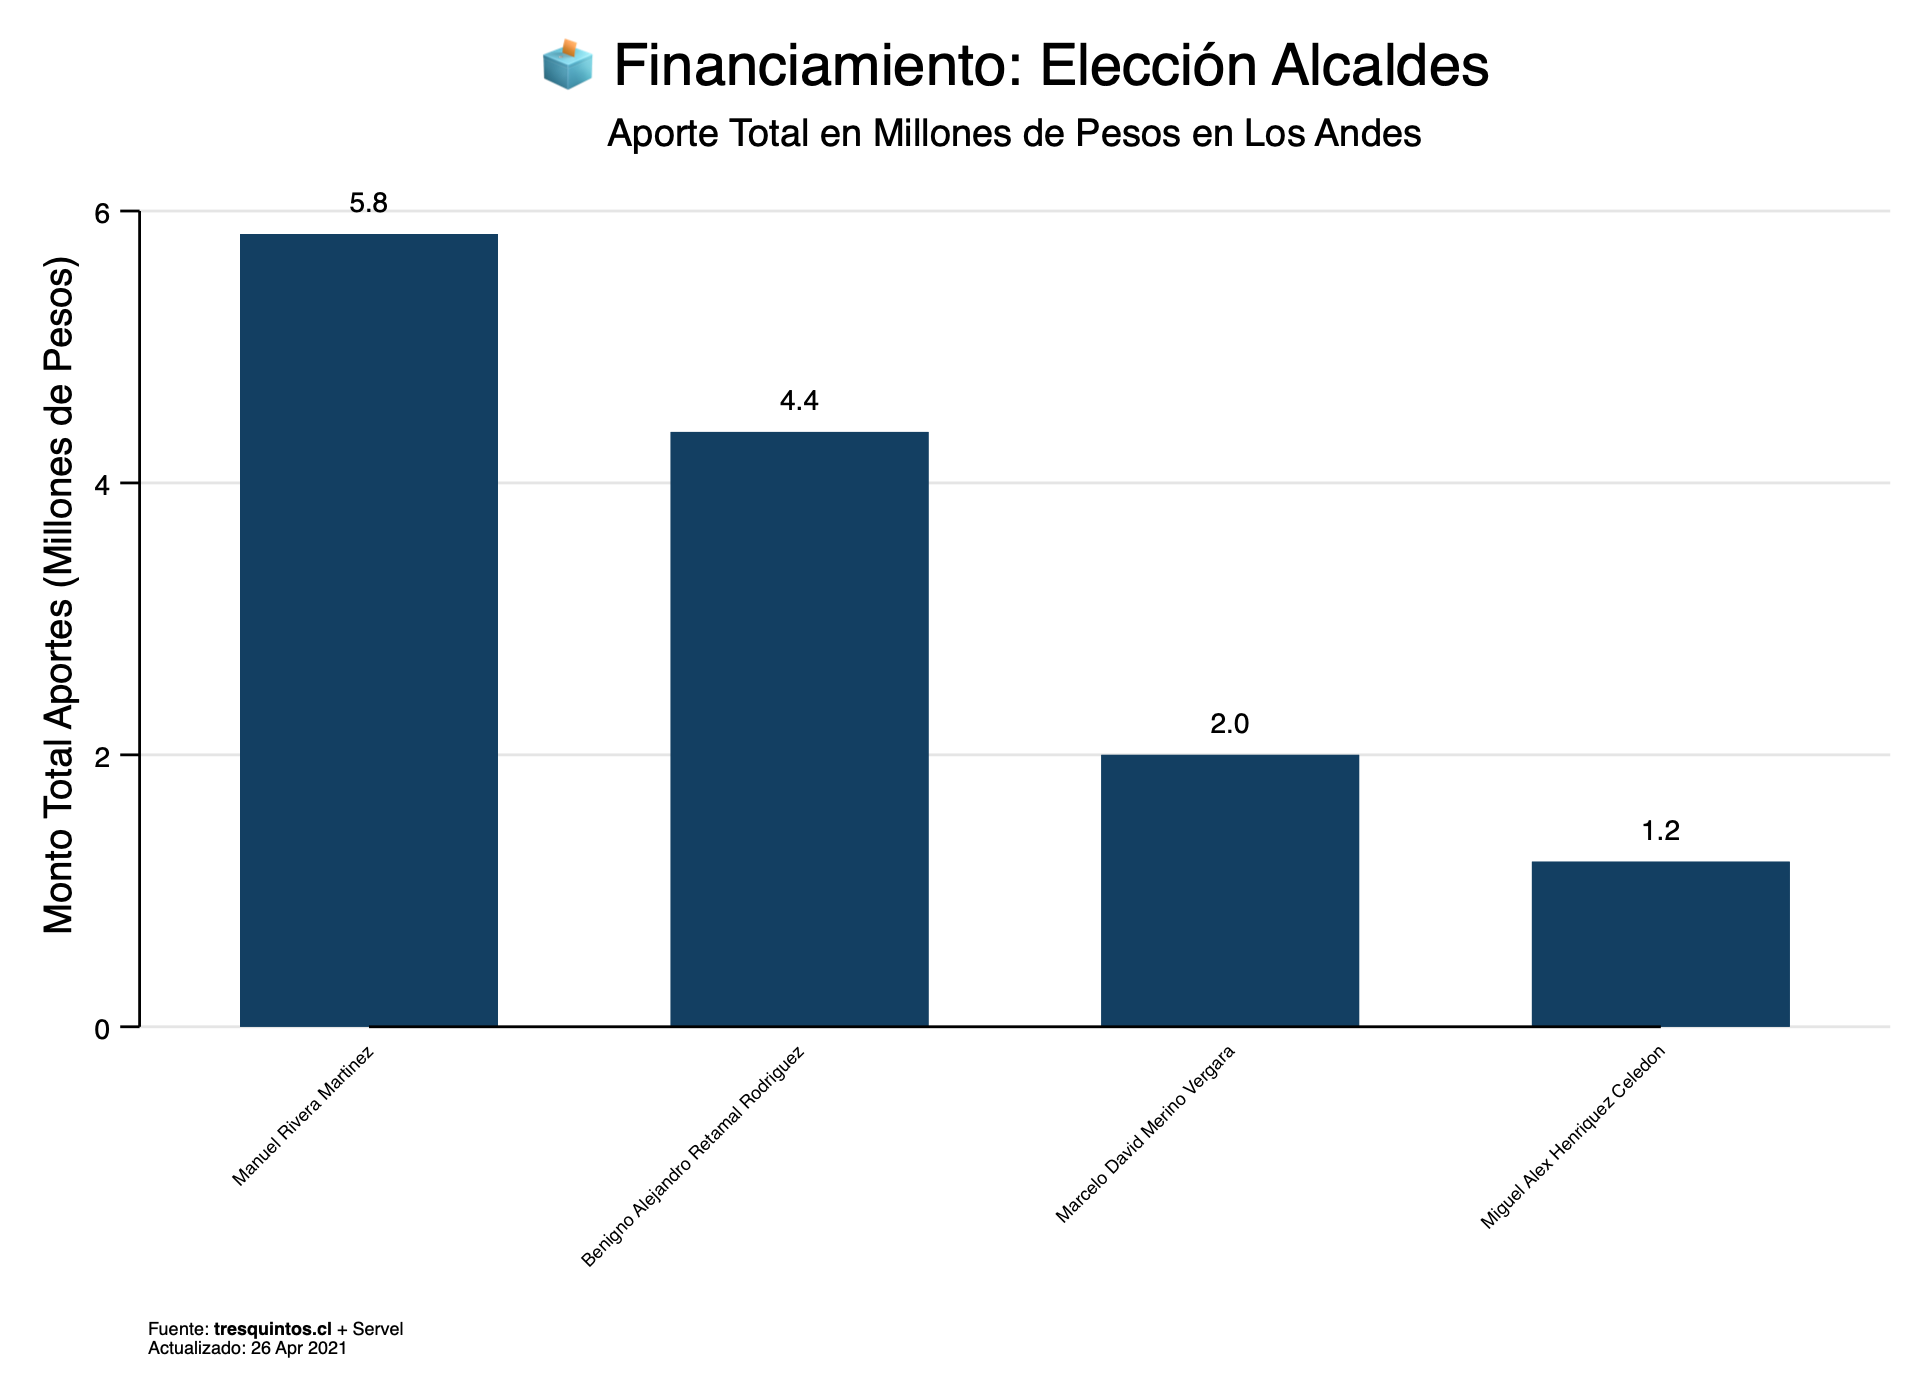 Financiamiento: Elección Alcaldes
Aporte Total en Millones de Pesos en Los Andes
Monto Total Aportes (Millones de Pesos)
6
4
2
0
5.8
4.4
2.0
1.2
Manuel Rivera Martinez
Benigno Alejandro Retamal Rodriguez
Marcelo David Merino Vergara
Miguel Alex Henriquez Celedon
Fuente: tresquintos.cl + Servel
Actualizado: 26 Apr 2021